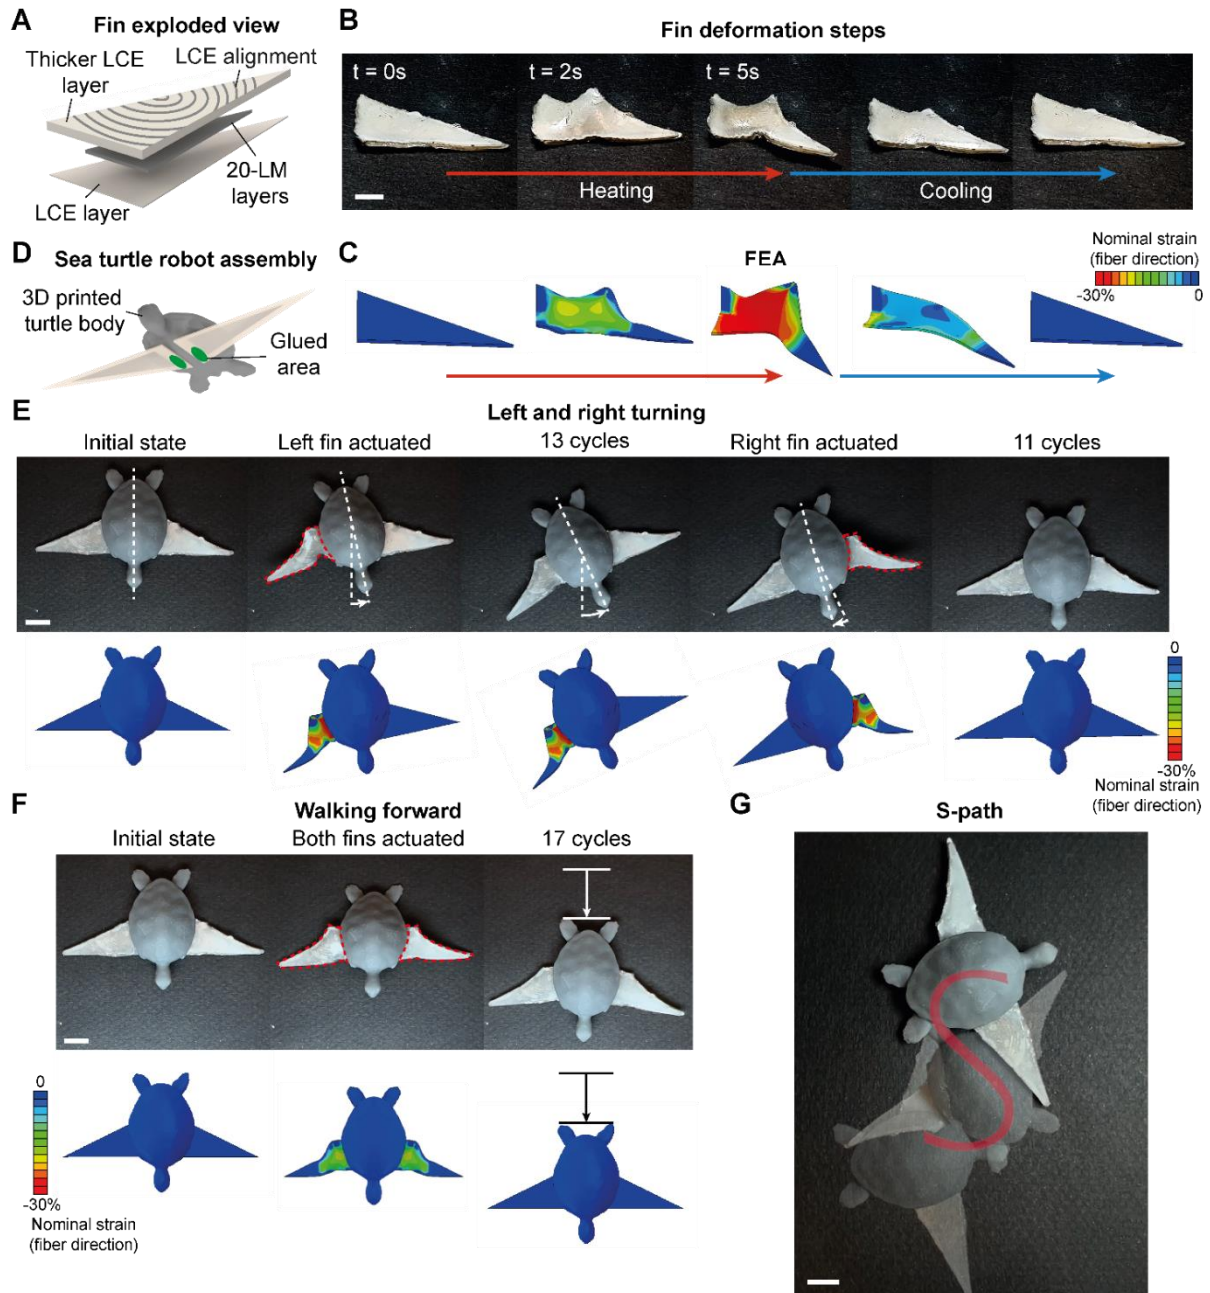 A
Fin exploded view
Thicker LCE
layer
LCE alignment
20-LM
layers
LCE layer
B
Fin deformation steps
t = 0s
t = 2s
t = 5s
Heating
Cooling
D
Sea turtle robot assembly
3D printed
turtle body
Glued
area
C
FEA
Nominal strain
(fiber direction)
-30%
0
E
Left and right turning
Initial state
Left fin actuated
13 cycles
Right fin actuated
11 cycles
0
-30%
Nominal strain
(fiber direction)
F
Walking forward
Initial state
Both fins actuated
17 cycles
0
-30%
Nominal strain
(fiber direction)
G
S-path